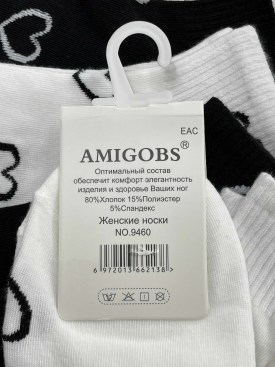 EAC
AMIGOBS®
Оптимальный состав
обеспечит комфорт элегантность
изделия и здоровье Ваших ног
80%Хлопок 15%Полиэстер
5%Спандекс
Женские носки
NO.9460
6 972013 662138 >